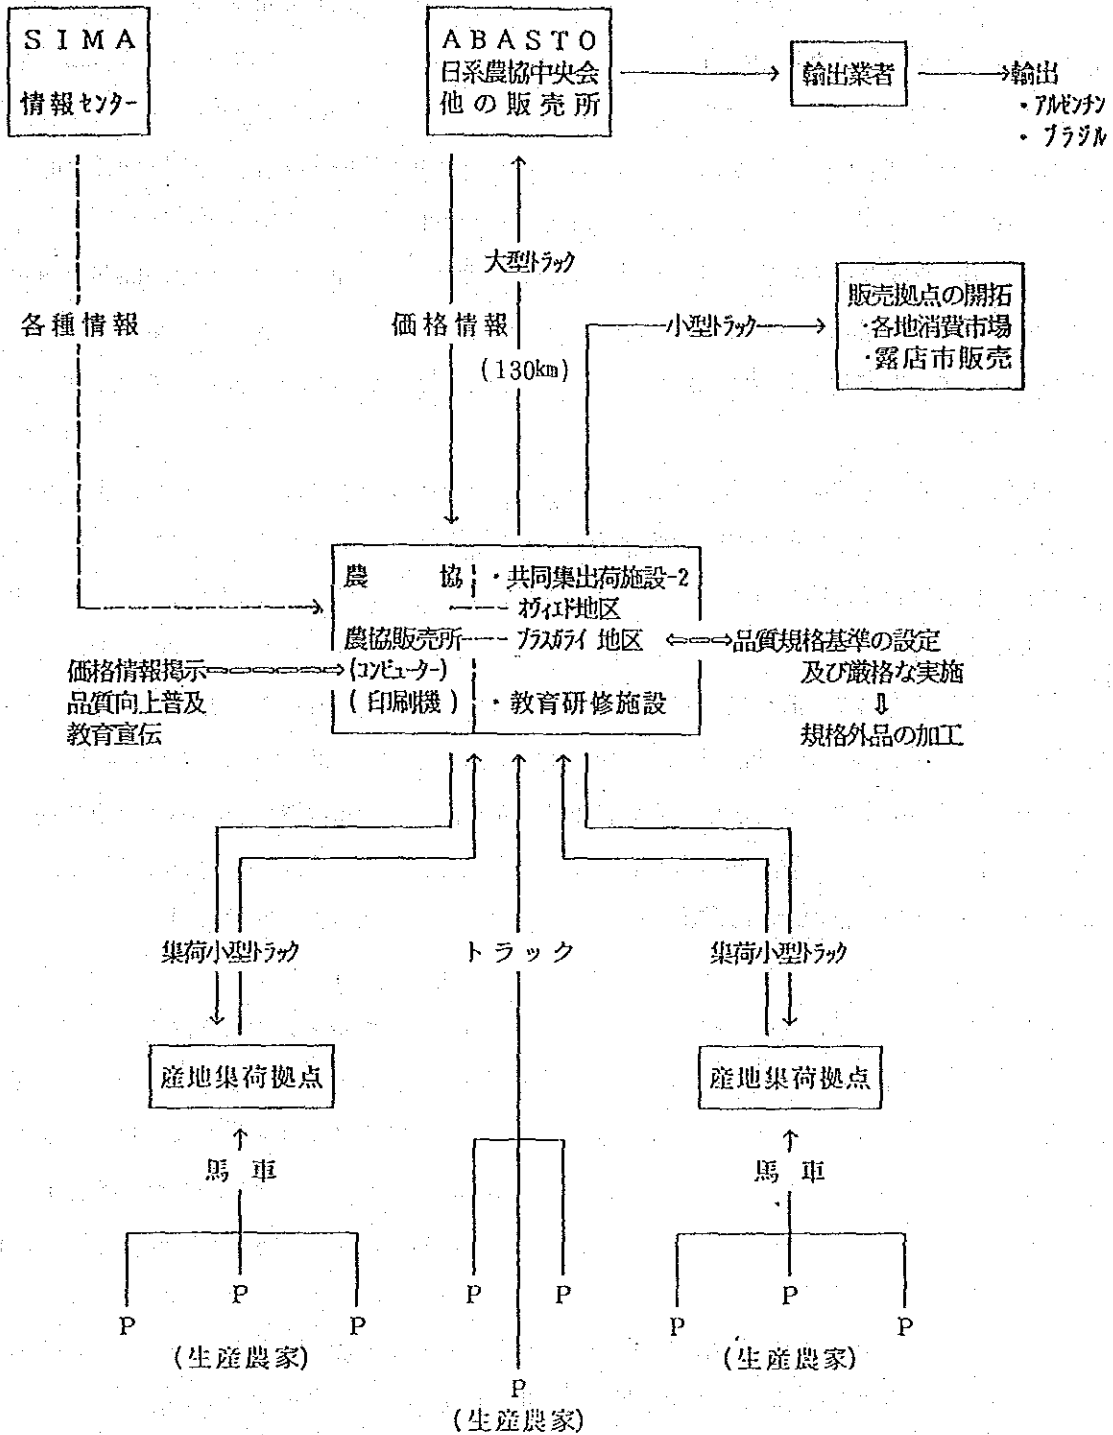 SIMA
情報センター
ABASTO
日系農協中央会
他の販売所
輸出業者
輸出
・アルゼンチン
・ブラジル
大型トラック
各種情報
価格情報
(130km)
小型トラック
販売拠点の開拓
・各地消費市場
・露店市販売
農 協
・共同集出荷施設-2
オヴィエド地区
農協販売所
ブラスガライ 地区
品質規格基準の設定
及び厳格な実施
規格外品の加工
価格情報掲示
品質向上普及
教育宣伝
(コンピューター)
(印刷機)
・教育研修施設
集荷小型トラック
トラック
集荷小型トラック
産地集荷拠点
産地集荷拠点
馬 車
馬 車
P
P
P
P
P
P
P
P
(生産農家)
(生産農家)
P
(生産農家)